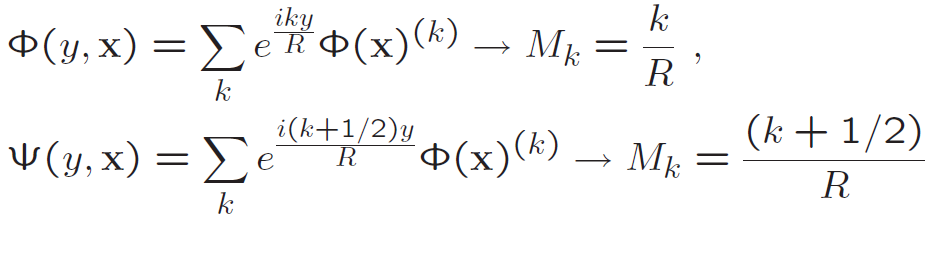 Φ(y, x) = ∑_k e^{iky/R} Φ(x)^{(k)} → M_k = k/R ,
Ψ(y, x) = ∑_k e^{i(k+1/2)y/R} Φ(x)^{(k)} → M_k = (k + 1/2)/R